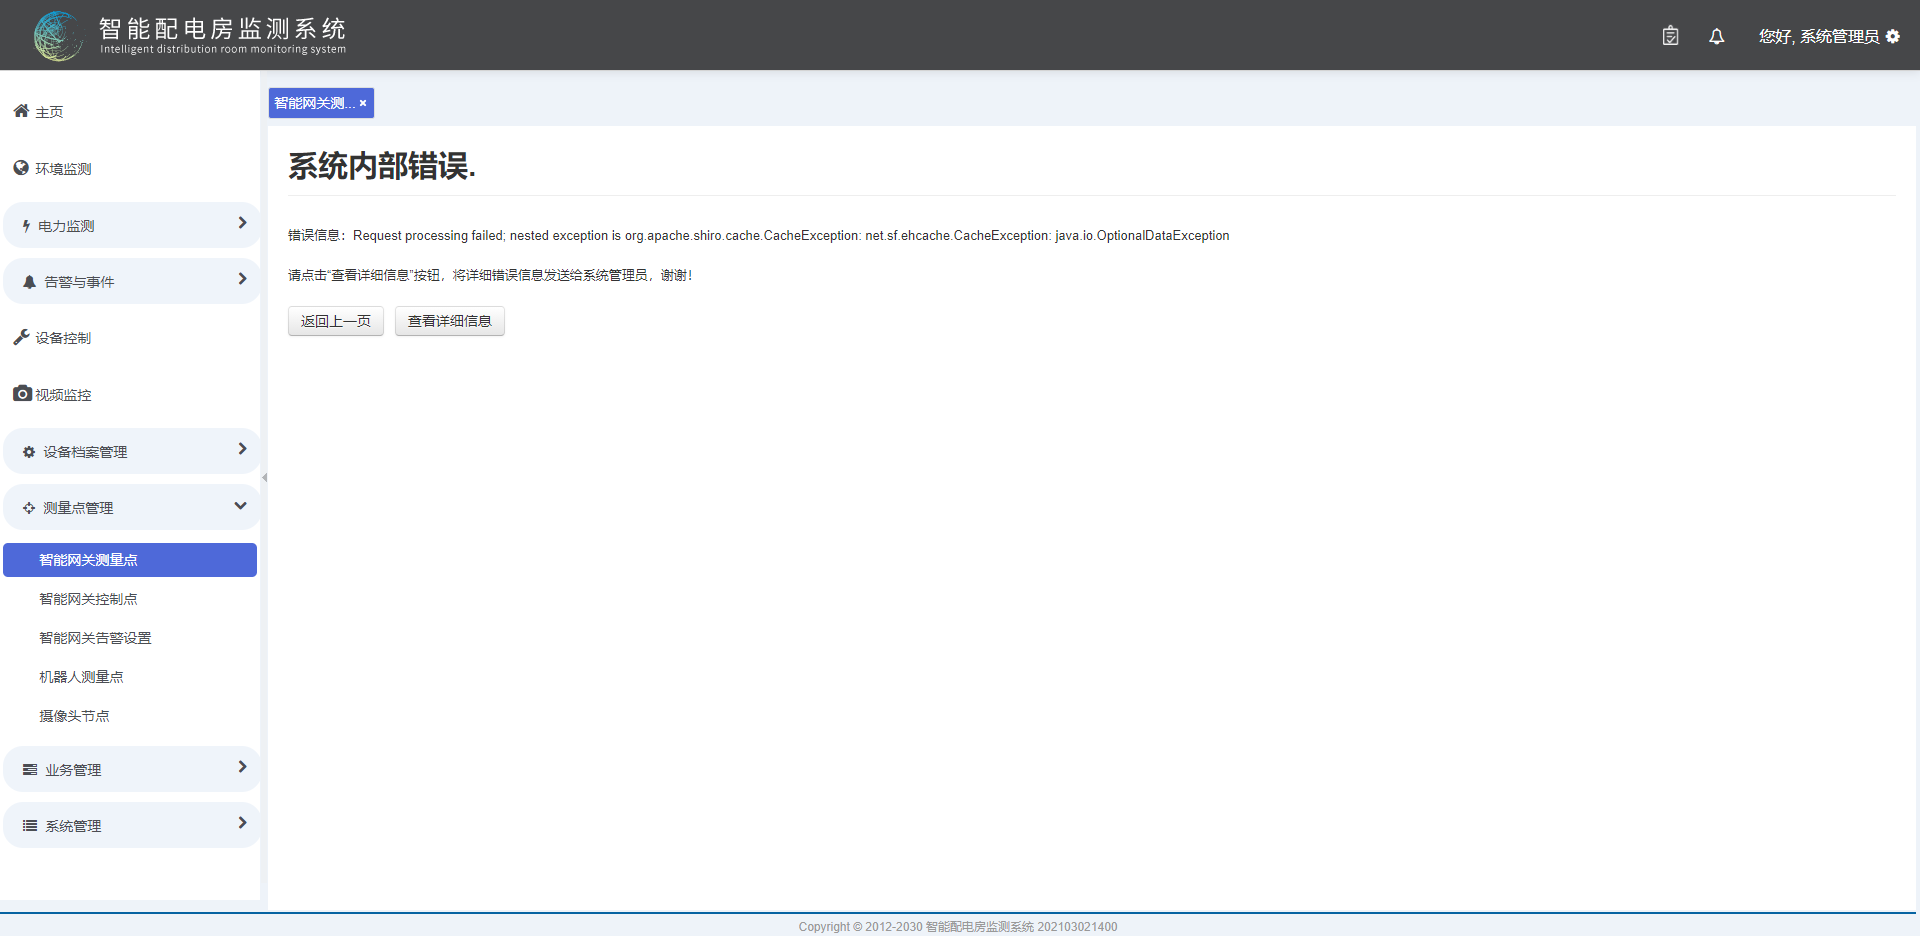 智能配电房监测系统
Intelligent distribution room monitoring system
您好, 系统管理员
主页
环境监测
电力监测
告警与事件
设备控制
视频监控
设备档案管理
测量点管理
智能网关测量点
智能网关控制点
智能网关告警设置
机器人测量点
摄像头节点
业务管理
系统管理
智能网关测...
系统内部错误.
错误信息：Request processing failed; nested exception is org.apache.shiro.cache.CacheException: net.sf.ehcache.CacheException: java.io.OptionalDataException
请点击“查看详细信息”按钮，将详细错误信息发送给系统管理员，谢谢！
返回上一页
查看详细信息
Copyright © 2012-2030 智能配电房监测系统 202103021400